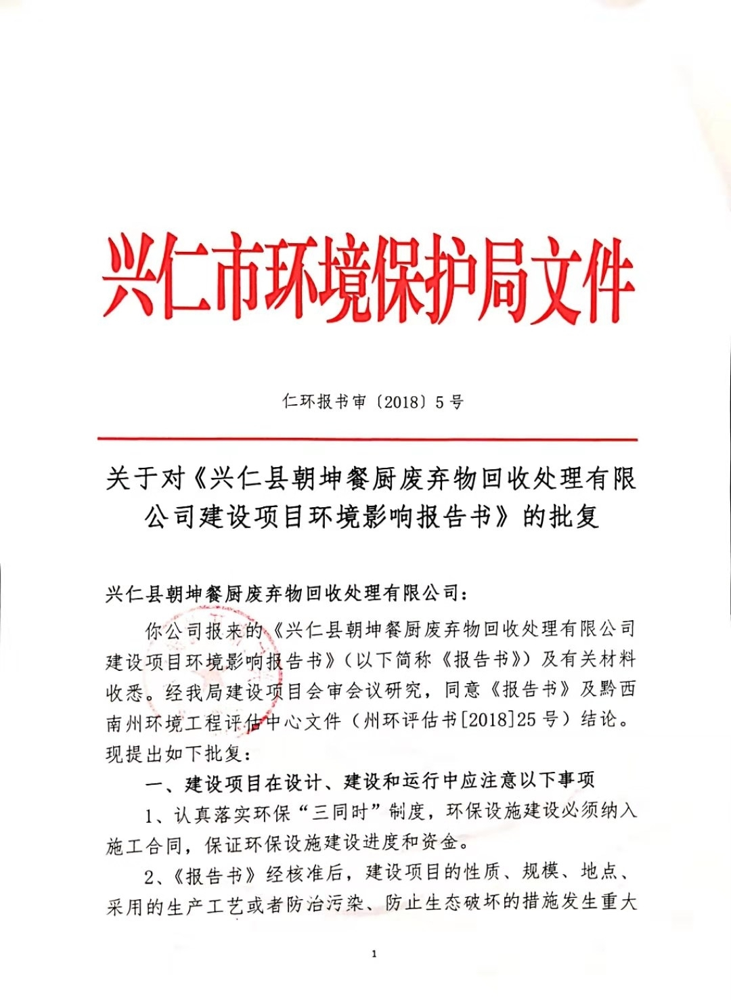 兴仁市环境保护局文件
仁环报书审〔2018〕5号
关于对《兴仁县朝坤餐厨废弃物回收处理有限
公司建设项目环境影响报告书》的批复
兴仁县朝坤餐厨废弃物回收处理有限公司：
你公司报来的《兴仁县朝坤餐厨废弃物回收处理有限公司
建设项目环境影响报告书》（以下简称《报告书》）及有关材料
收悉。经我局建设项目会审会议研究，同意《报告书》及黔西
南州环境工程评估中心文件（州环评估书[2018]25号）结论。
现提出如下批复：
一、建设项目在设计、建设和运行中应注意以下事项
1、认真落实环保“三同时”制度，环保设施建设必须纳入
施工合同，保证环保设施建设进度和资金。
2、《报告书》经核准后，建设项目的性质、规模、地点、
采用的生产工艺或者防治污染、防止生态破坏的措施发生重大
1